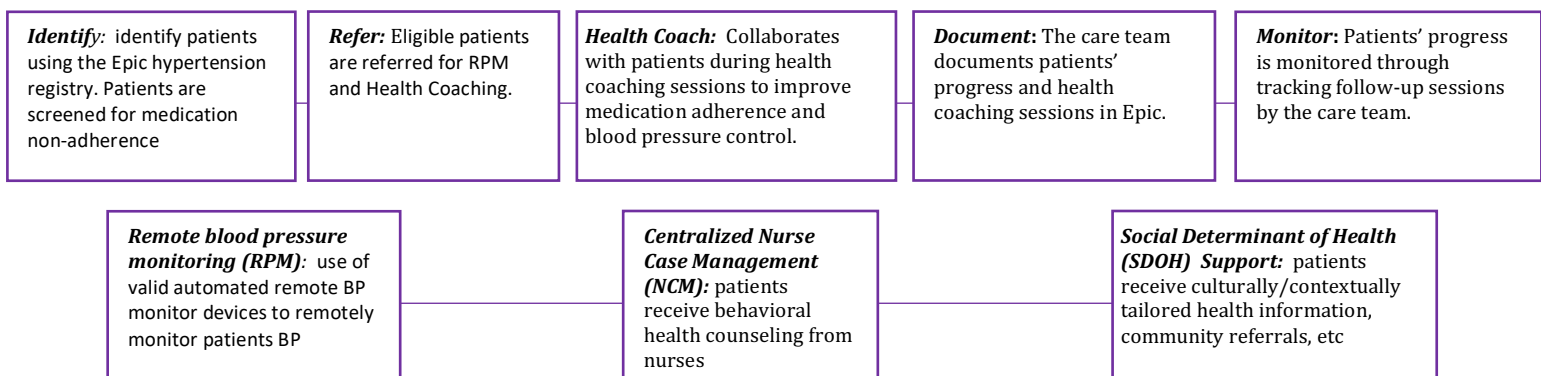 Identify: identify patients
using the Epic hypertension
registry. Patients are
screened for medication
non-adherence
Refer: Eligible patients
are referred for RPM
and Health Coaching.
Health Coach: Collaborates
with patients during health
coaching sessions to improve
medication adherence and
blood pressure control.
Document: The care team
documents patients’
progress and health
coaching sessions in Epic.
Monitor: Patients’ progress
is monitored through
tracking follow-up sessions
by the care team.
Remote blood pressure
monitoring (RPM): use of
valid automated remote BP
monitor devices to remotely
monitor patients BP
Centralized Nurse
Case Management
(NCM): patients
receive behavioral
health counseling from
nurses
Social Determinant of Health
(SDOH) Support: patients
receive culturally/contextually
tailored health information,
community referrals, etc